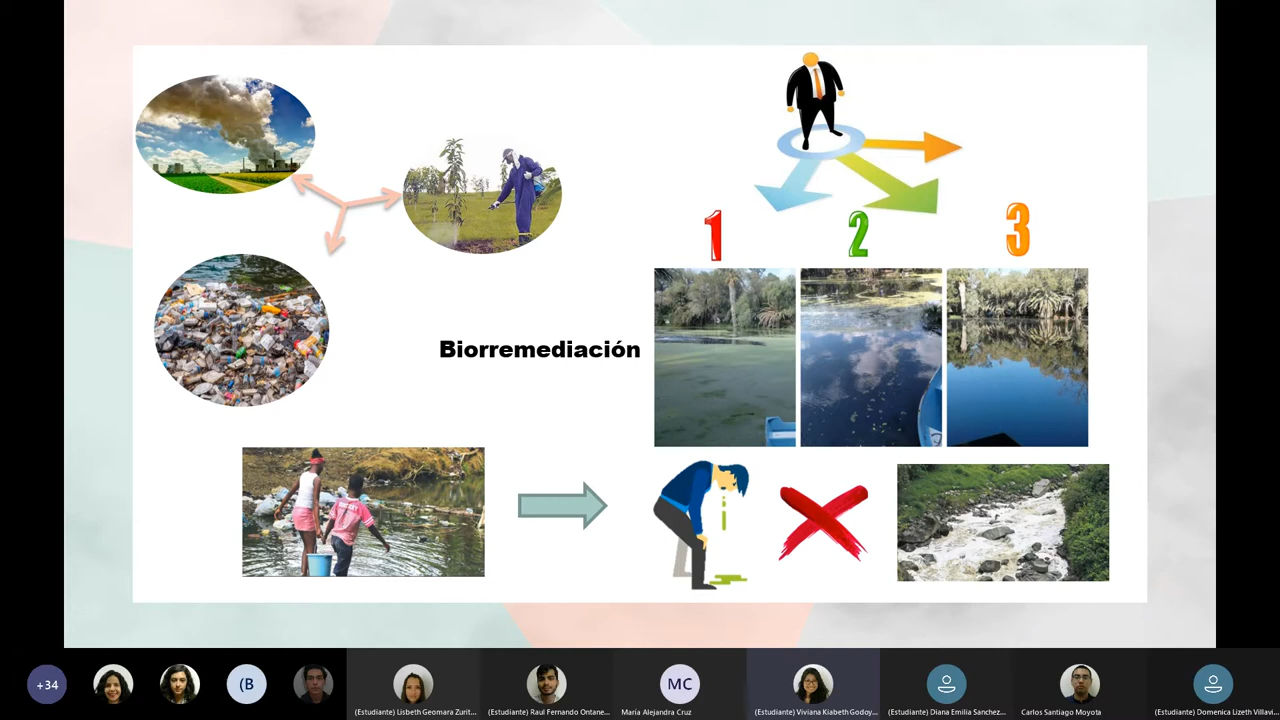 1
2
3
Biorremediación
+34
(B
MC
(Estudiante) Lisbeth Geomara Zurit...
(Estudiante) Raul Fernando Ontane...
María Alejandra Cruz
(Estudiante) Viviana Kiabeth Godoy...
(Estudiante) Diana Emilia Sanchez...
Carlos Santiago Moyota
(Estudiante) Domenica Lizeth Villavi...